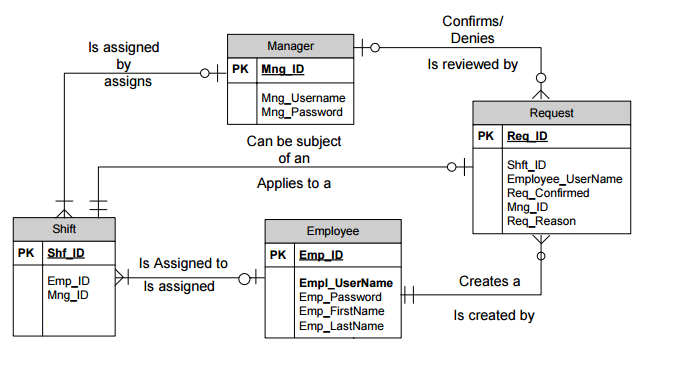 Confirms/
Denies
Is reviewed by
Is assigned
by
assigns
Manager
PK Mng_ID
Mng_Username
Mng_Password
Request
PK Req_ID
Shft_ID
Employee_UserName
Req_Confirmed
Mng_ID
Req_Reason
Can be subject
of an
Applies to a
Shift
PK Shf_ID
Emp_ID
Mng_ID
Is Assigned to
Is assigned
Employee
PK Emp_ID
Empl_UserName
Emp_Password
Emp_FirstName
Emp_LastName
Creates a
Is created by